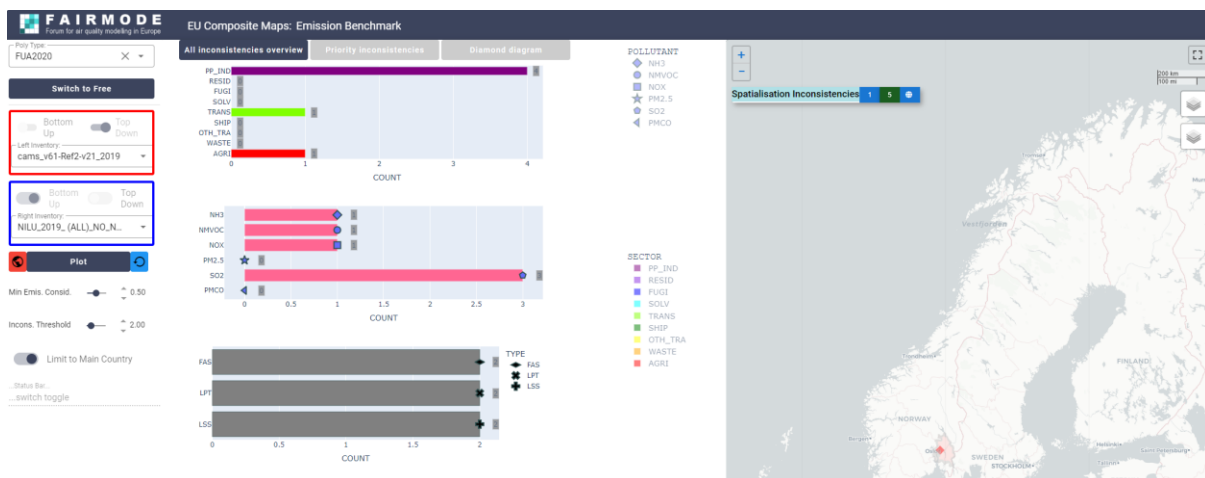 FAIRMODE
Forum for air quality modelling in Europe
EU Composite Maps: Emission Benchmark
Poly Type:
FUA2020
Switch to Free
Bottom Up
Top Down
Left Inventory:
cams_v61-Ref2-v21_2019
Bottom Up
Top Down
Right Inventory:
NILU_2019_ (ALL)_NO_N...
Plot
Min Emis. Consid.
0.50
Incons. Threshold
2.00
Limit to Main Country
...Status Bar...
...switch toggle
All inconsistencies overview
Priority inconsistencies
Diamond diagram
PP_IND
RESID
FUGI
SOLV
TRANS
SHIP
OTH_TRA
WASTE
AGRI
0 1 2 3 4
COUNT
NH3
NMVOC
NOX
PM2.5
SO2
PMCO
0 0.5 1 1.5 2 2.5 3
COUNT
FAS
LPT
LSS
0 0.5 1 1.5 2
COUNT
TYPE
FAS
LPT
LSS
POLLUTANT
NH3
NMVOC
NOX
PM2.5
SO2
PMCO
SECTOR
PP_IND
RESID
FUGI
SOLV
TRANS
SHIP
OTH_TRA
WASTE
AGRI
+
−
Spatialisation Inconsistencies 1 5
200 km
100 mi
NORWAY
SWEDEN
STOCKHOLM
FINLAND